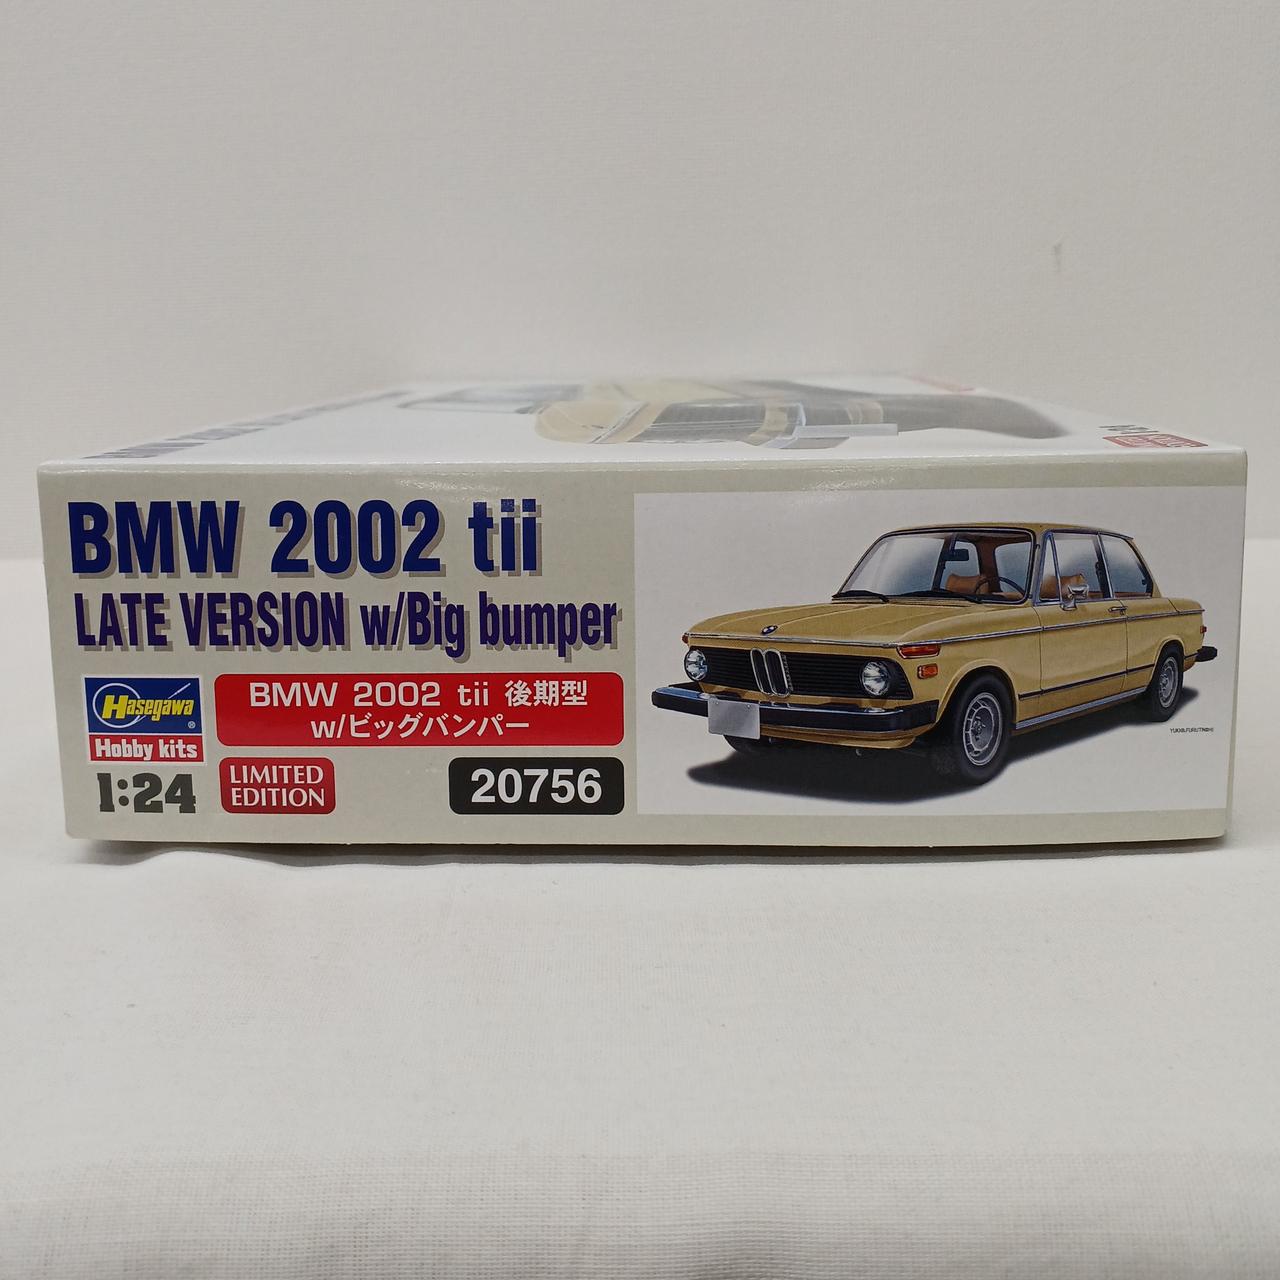 BMW 2002 tii
LATE VERSION w/Big bumper
Hasegawa
Hobby kits
BMW 2002 tii 後期型
w/ビッグバンパー
1:24
LIMITED
EDITION
20756